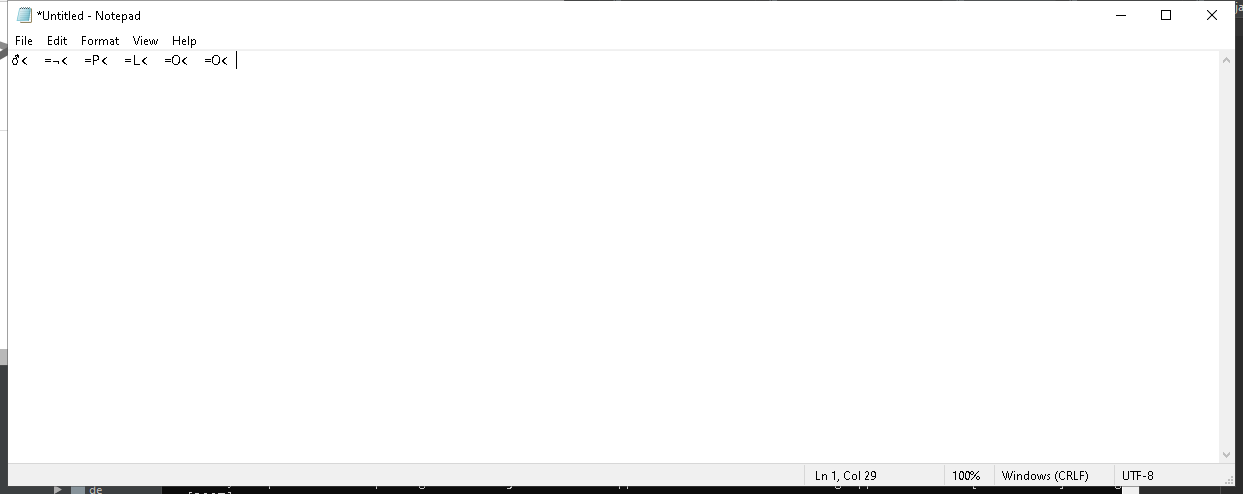 *Untitled - Notepad
File Edit Format View Help
♂< =¬< =P< =L< =O< =O<
Ln 1, Col 29 100% Windows (CRLF) UTF-8
de